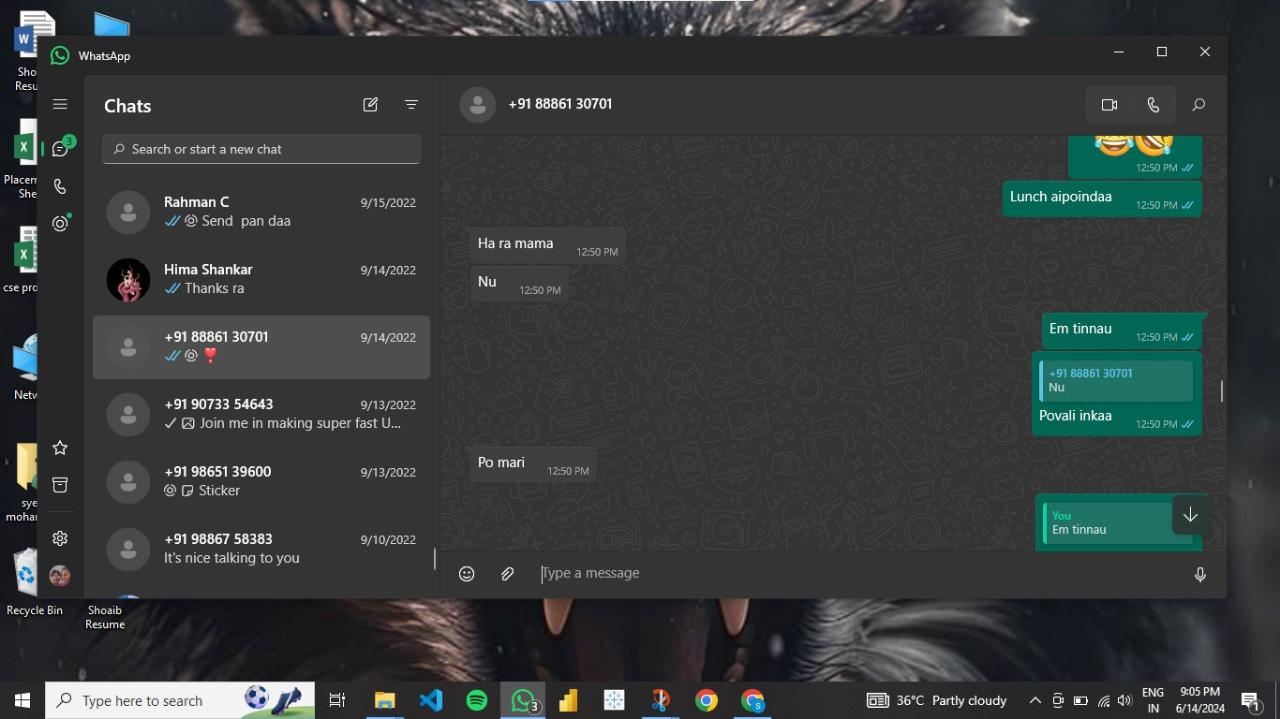 Sho
Resu
Placem
She
cse pro
Netv
sye
mohar
Recycle Bin
Shoaib
Resume
WhatsApp
3
Chats
Search or start a new chat
Rahman C
9/15/2022
Send pan daa
Hima Shankar
9/14/2022
Thanks ra
+91 88861 30701
9/14/2022
+91 90733 54643
9/13/2022
Join me in making super fast U...
+91 98651 39600
9/13/2022
Sticker
+91 98867 58383
9/10/2022
It's nice talking to you
+91 88861 30701
12:50 PM
Lunch aipoindaa
12:50 PM
Ha ra mama
12:50 PM
Nu
12:50 PM
Em tinnau
12:50 PM
+91 88861 30701
Nu
Povali inkaa
12:50 PM
Po mari
12:50 PM
You
Em tinnau
Type a message
Type here to search
3
36°C Partly cloudy
ENG
IN
9:05 PM
6/14/2024
1